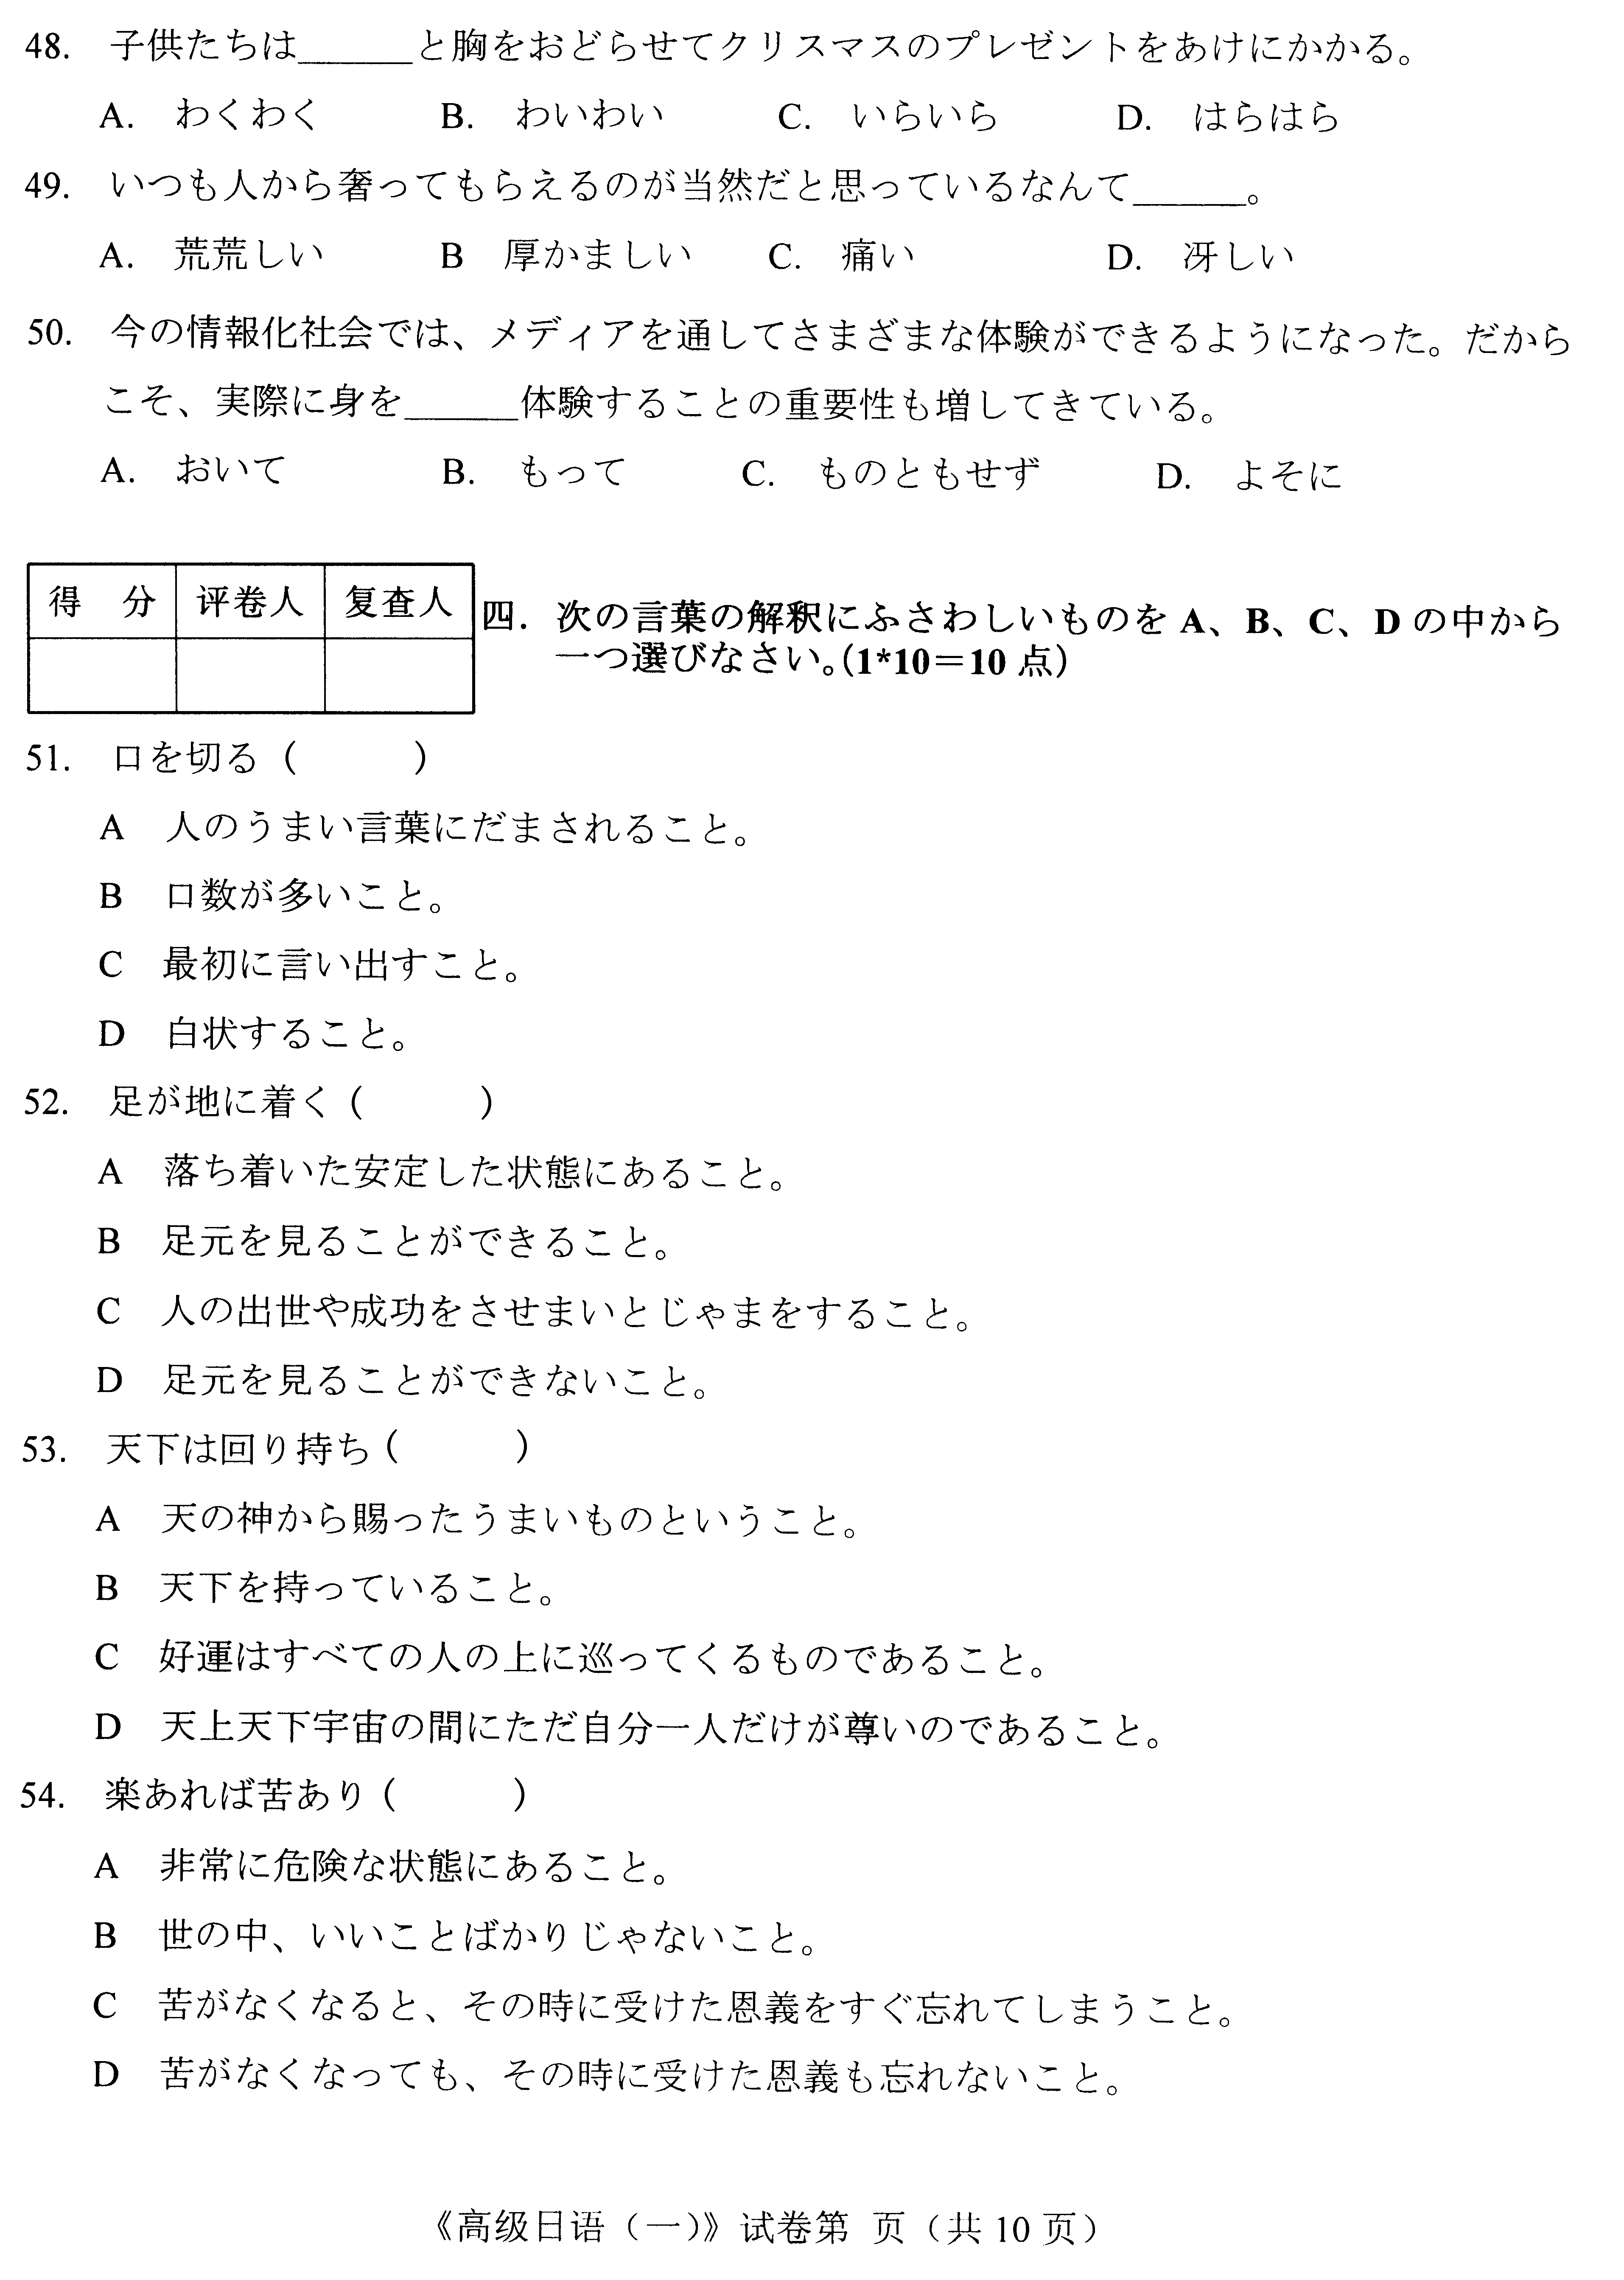 48. 子供たちは______と胸をおどらせてクリスマスのプレゼントをあけにかかる。
A. わくわく B. わいわい C. いらいら D. はらはら
49. いつも人から奢ってもらえるのが当然だと思っているなんて______。
A. 荒荒しい B 厚かましい C. 痛い D. 冴しい
50. 今の情報化社会では、メディアを通してさまざまな体験ができるようになった。だから
こそ、実際に身を______体験することの重要性も増してきている。
A. おいて B. もって C. ものともせず D. よそに
得 分 评卷人 复查人
四. 次の言葉の解釈にふさわしいものを A、B、C、D の中から
一つ選びなさい。(1*10＝10 点)
51. 口を切る ( )
A 人のうまい言葉にだまされること。
B 口数が多いこと。
C 最初に言い出すこと。
D 白状すること。
52. 足が地に着く ( )
A 落ち着いた安定した状態にあること。
B 足元を見ることができること。
C 人の出世や成功をさせまいとじゃまをすること。
D 足元を見ることができないこと。
53. 天下は回り持ち ( )
A 天の神から賜ったうまいものということ。
B 天下を持っていること。
C 好運はすべての人の上に巡ってくるものであること。
D 天上天下宇宙の間にただ自分一人だけが尊いのであること。
54. 楽あれば苦あり ( )
A 非常に危険な状態にあること。
B 世の中、いいことばかりじゃないこと。
C 苦がなくなると、その時に受けた恩義をすぐ忘れてしまうこと。
D 苦がなくなっても、その時に受けた恩義も忘れないこと。
《高级日语（一）》试卷第 页（共 10 页）